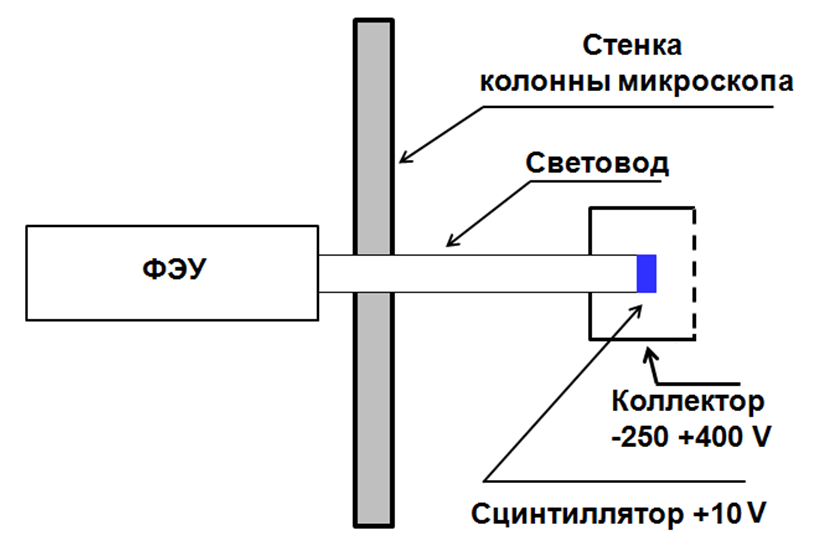 Стенка
колонны микроскопа
Световод
ФЭУ
Коллектор
-250 +400 V
Сцинтиллятор +10 V